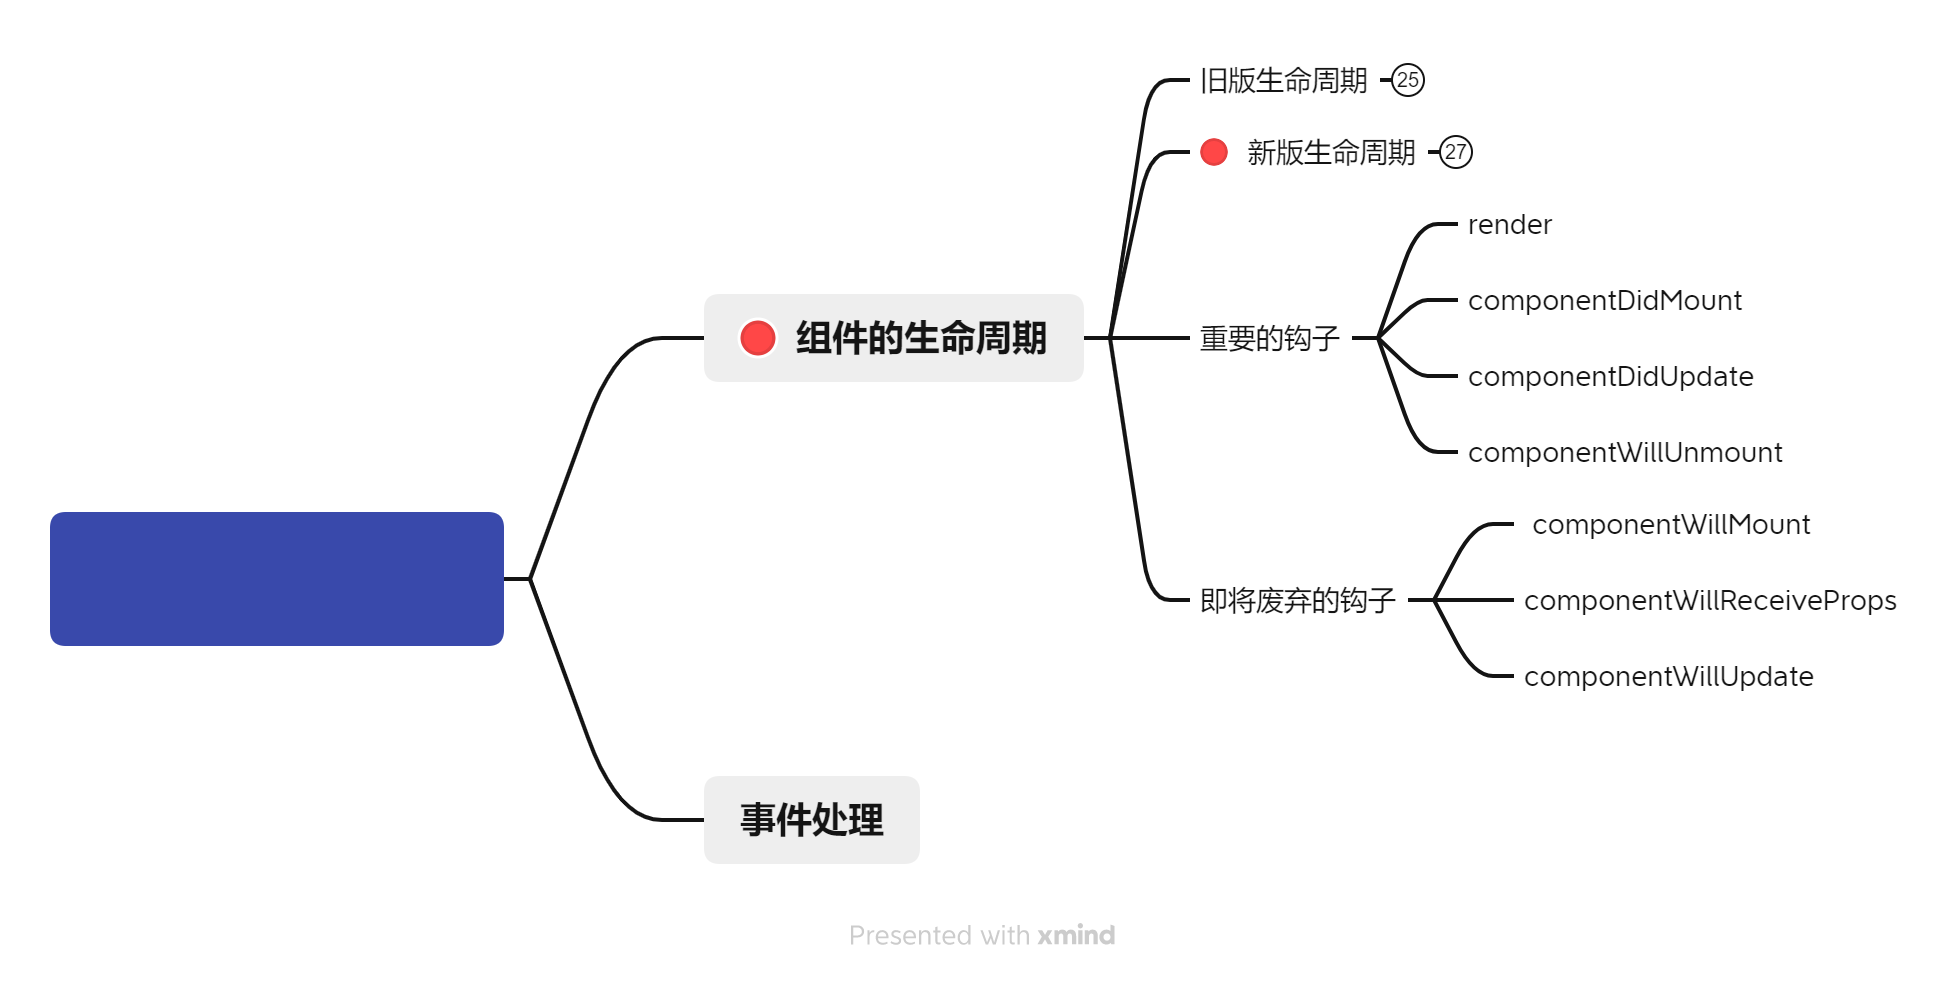 旧版生命周期 25
新版生命周期 27
组件的生命周期
重要的钩子
render
componentDidMount
componentDidUpdate
componentWillUnmount
即将废弃的钩子
componentWillMount
componentWillReceiveProps
componentWillUpdate
事件处理
Presented with xmind